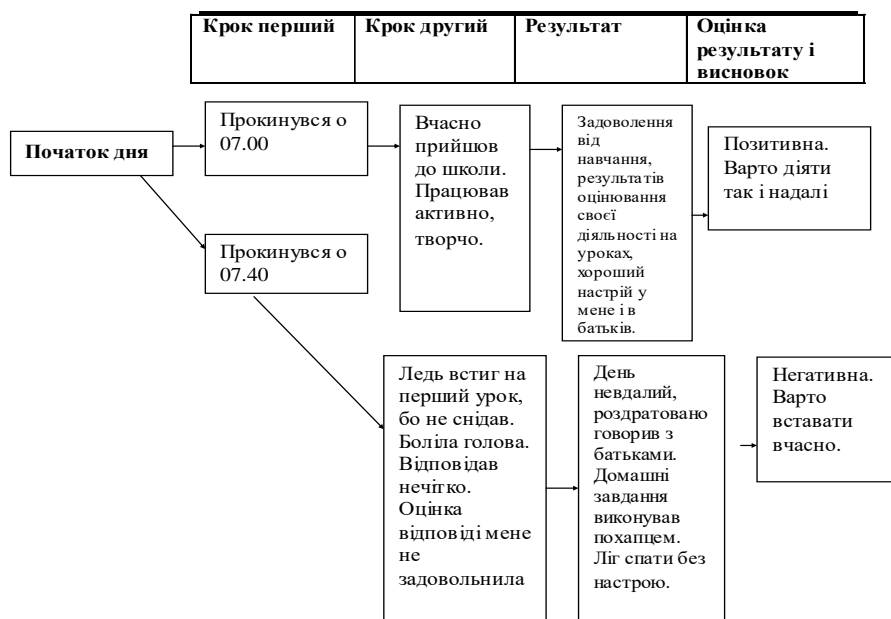 Крок перший
Крок другий
Результат
Оцінка
результату і
висновок
Початок дня
Прокинувся о
07.00
Вчасно
прийшов
до школи.
Працював
активно,
творчо.
Задоволення
від
навчання,
результатів
оцінювання
своєї
діяльності на
уроках,
хороший
настрій у
мене і в
батьків.
Позитивна.
Варто діяти
так і надалі
Прокинувся о
07.40
Ледь встиг на
перший урок,
бо не снідав.
Боліла голова.
Відповідав
нечітко.
Оцінка
відповіді мене
не
задовольнила
День
невдалий,
роздратовано
говорив з
батьками.
Домашні
завдання
виконував
похапцем.
Ліг спати без
настрою.
Негативна.
Варто
вставати
вчасно.